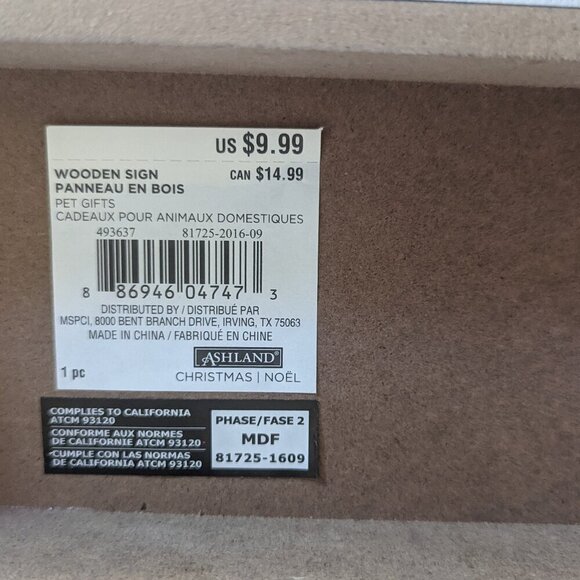 US $9.99
WOODEN SIGN CAN $14.99
PANNEAU EN BOIS
PET GIFTS
CADEAUX POUR ANIMAUX DOMESTIQUES
493637 81725-2016-09
8 86946 04747 3
DISTRIBUTED BY / DISTRIBUÉ PAR
MSPCI, 8000 BENT BRANCH DRIVE, IRVING, TX 75063
MADE IN CHINA / FABRIQUÉ EN CHINE
ASHLAND®
1 pc CHRISTMAS | NOËL
COMPLIES TO CALIFORNIA
ATCM 93120
CONFORME AUX NORMES
DE CALIFORNIE ATCM 93120
CUMPLE CON LAS NORMAS
DE CALIFORNIA ATCM 93120
PHASE/FASE 2
MDF
81725-1609